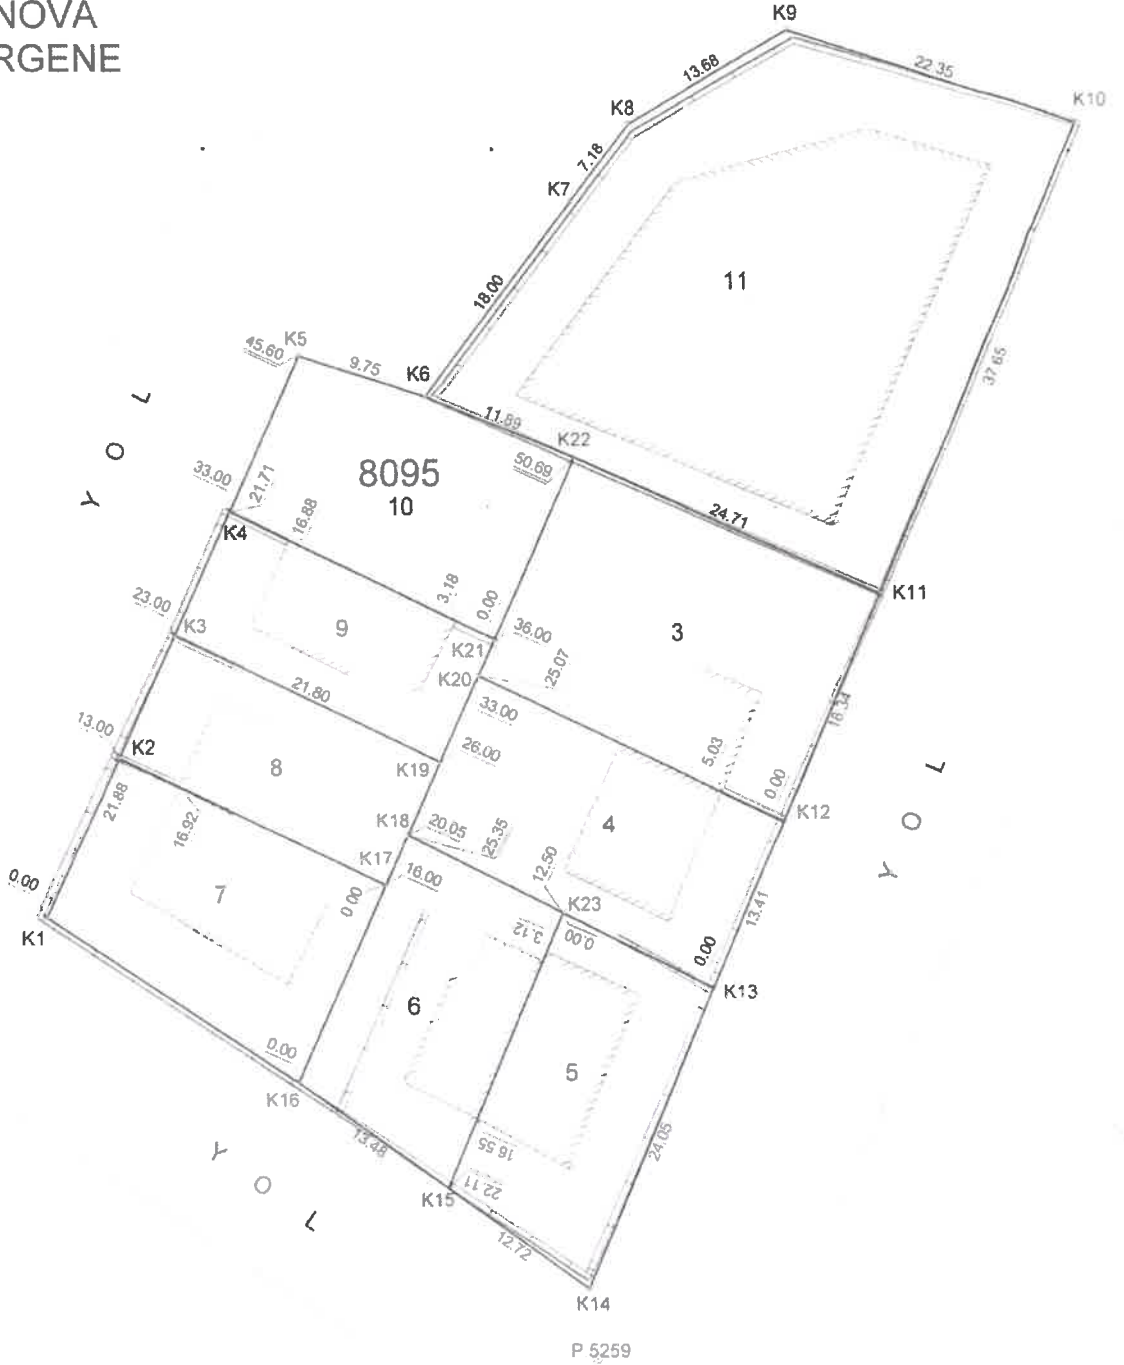 NOVA
RGENE
K9
13.68
22.35
K10
K8
7.18
K7
11
18.00
37.65
K5
45.60
9.75
K6
11.89
K22
50.69
Y O L
33.00
21.71
8095
10
16.88
24.71
K4
K11
3.18
0.00
23.00
K3
9
36.00
3
K21
25.07
K20
21.80
33.00
18.34
13.00
K2
26.00
5.03
Y O L
8
K19
0.00
21.88
16.92
K18
20.05
25.35
4
K12
12.50
K17
16.00
0.00
7
0.00
K23
13.41
K1
3.12
0.00
0.00
K13
6
0.00
5
K16
24.05
13.48
16.55
Y O L
22.11
K15
12.72
K14
P 5259